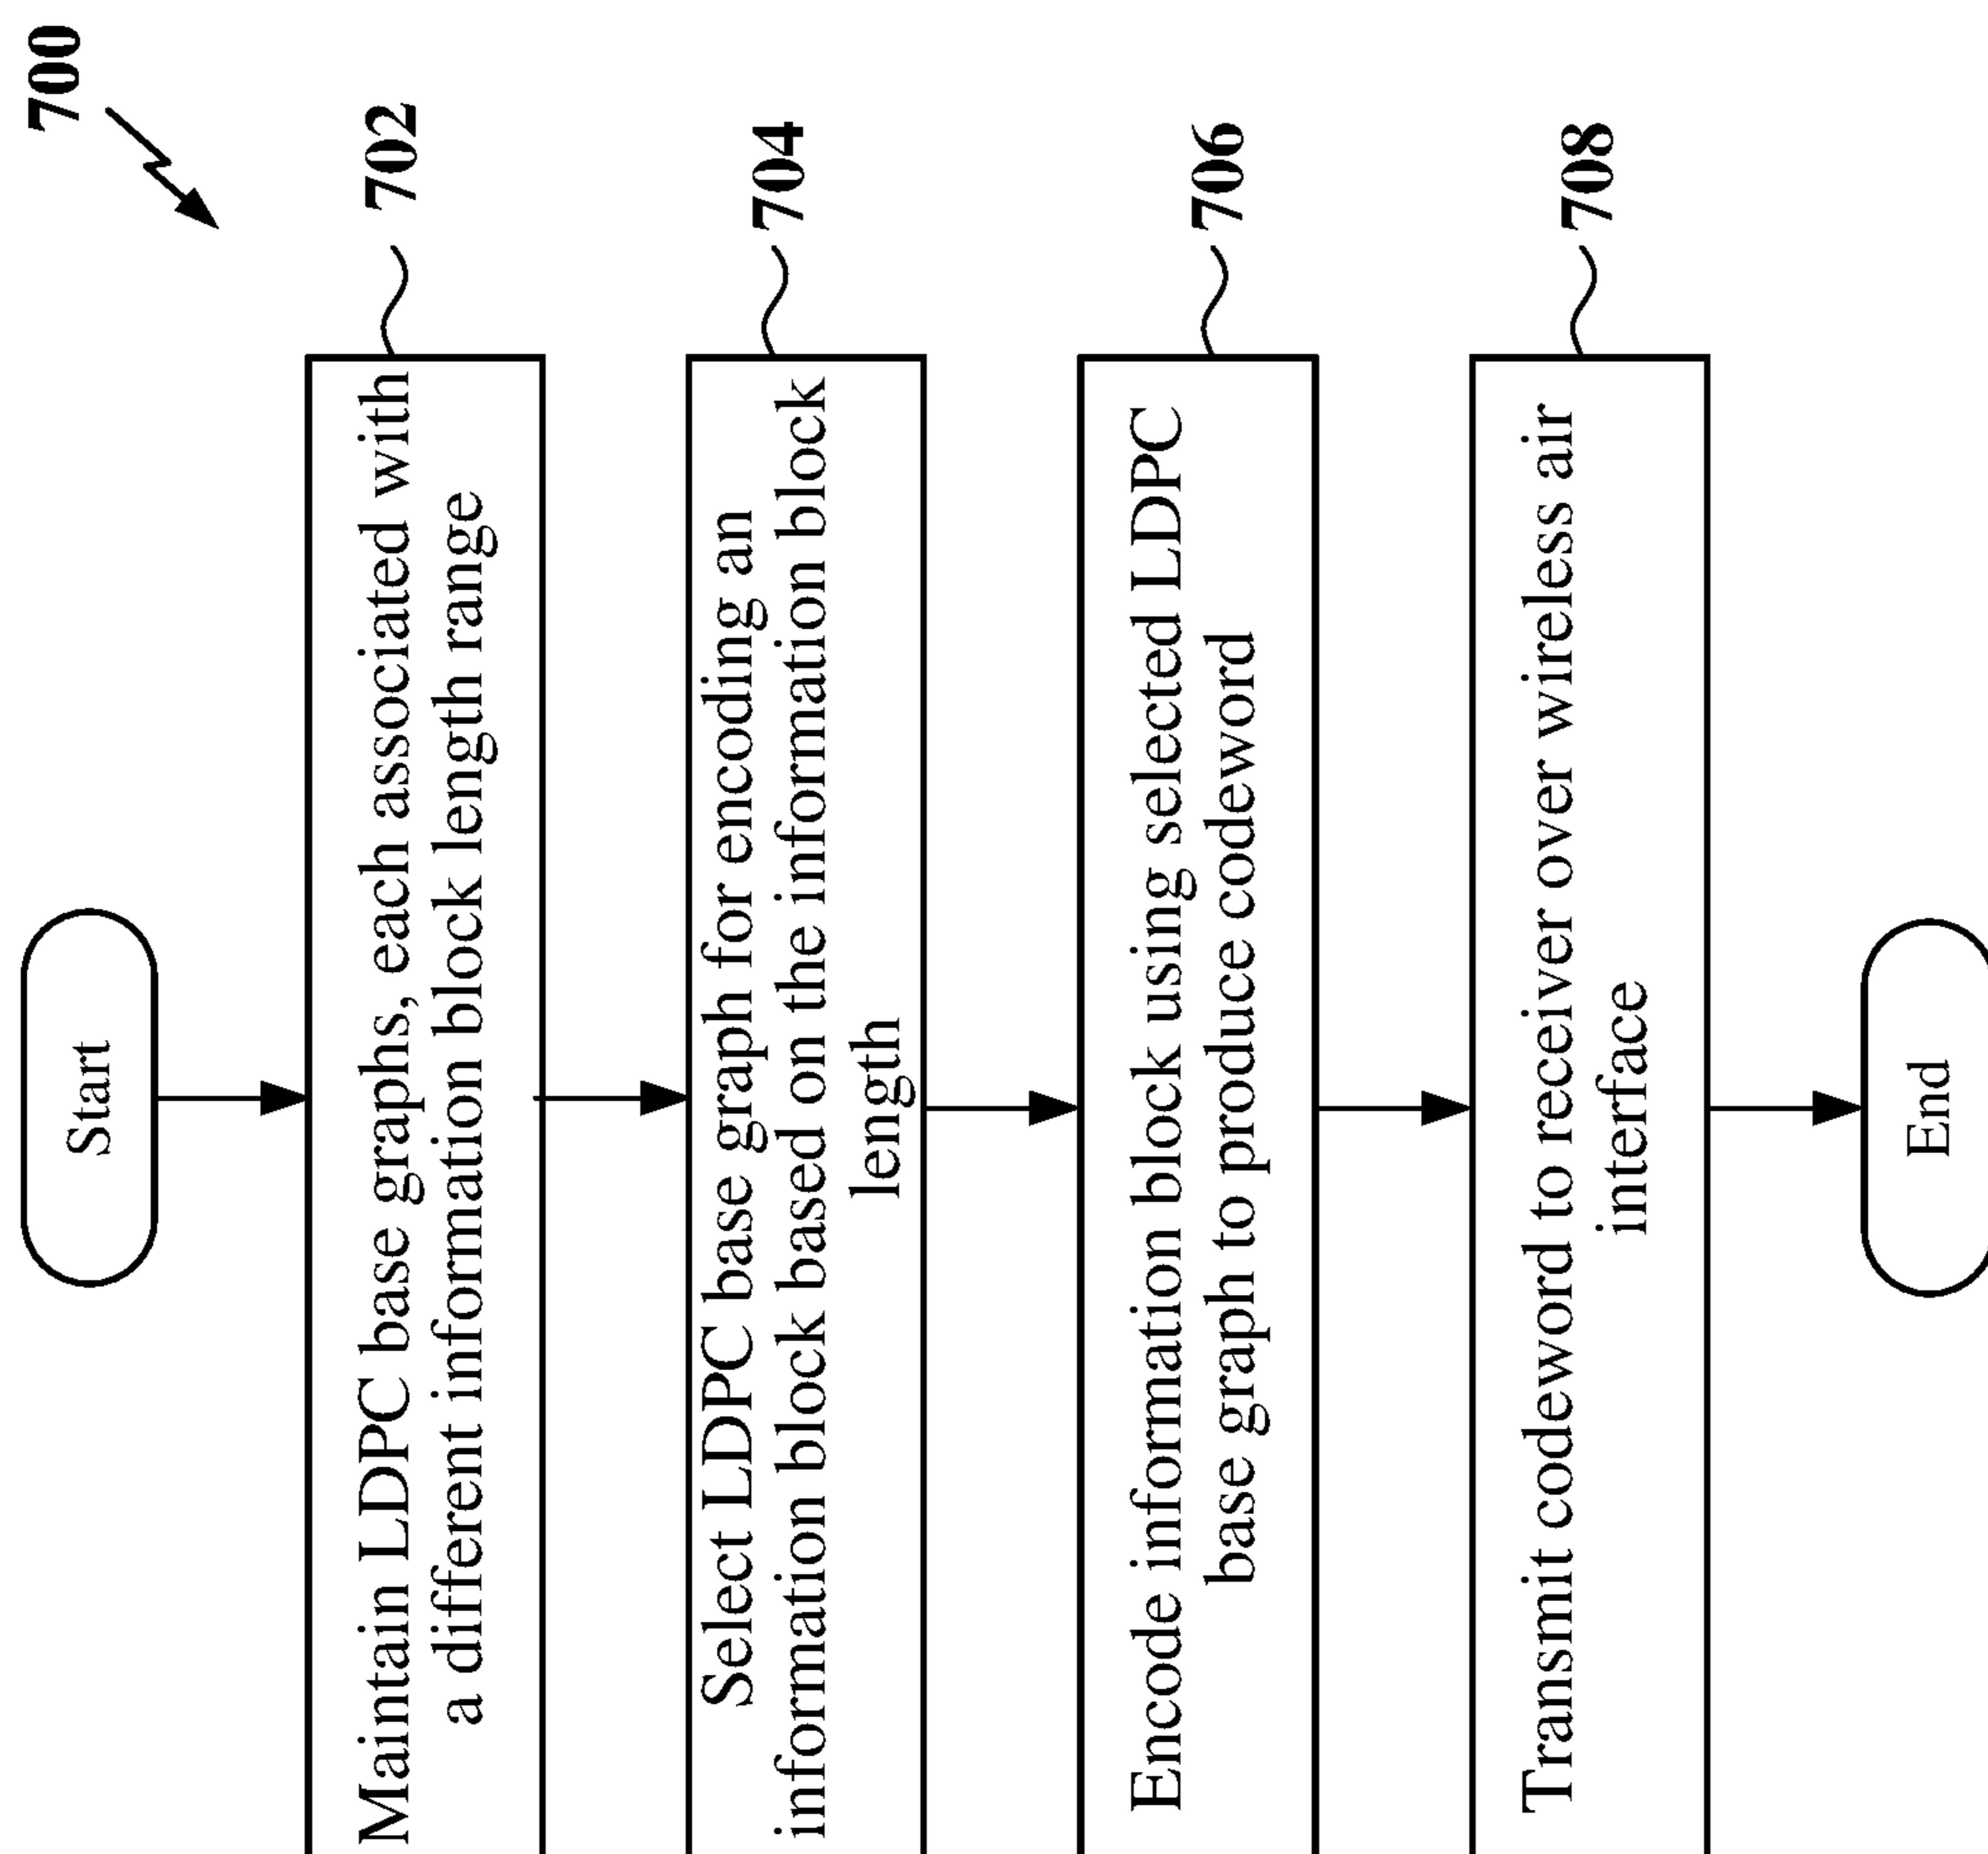 700
Start
Maintain LDPC base graphs, each associated with
a different information block length range
702
Select LDPC base graph for encoding an
information block based on the information block
length
704
Encode information block using selected LDPC
base graph to produce codeword
706
Transmit codeword to receiver over wireless air
interface
708
End